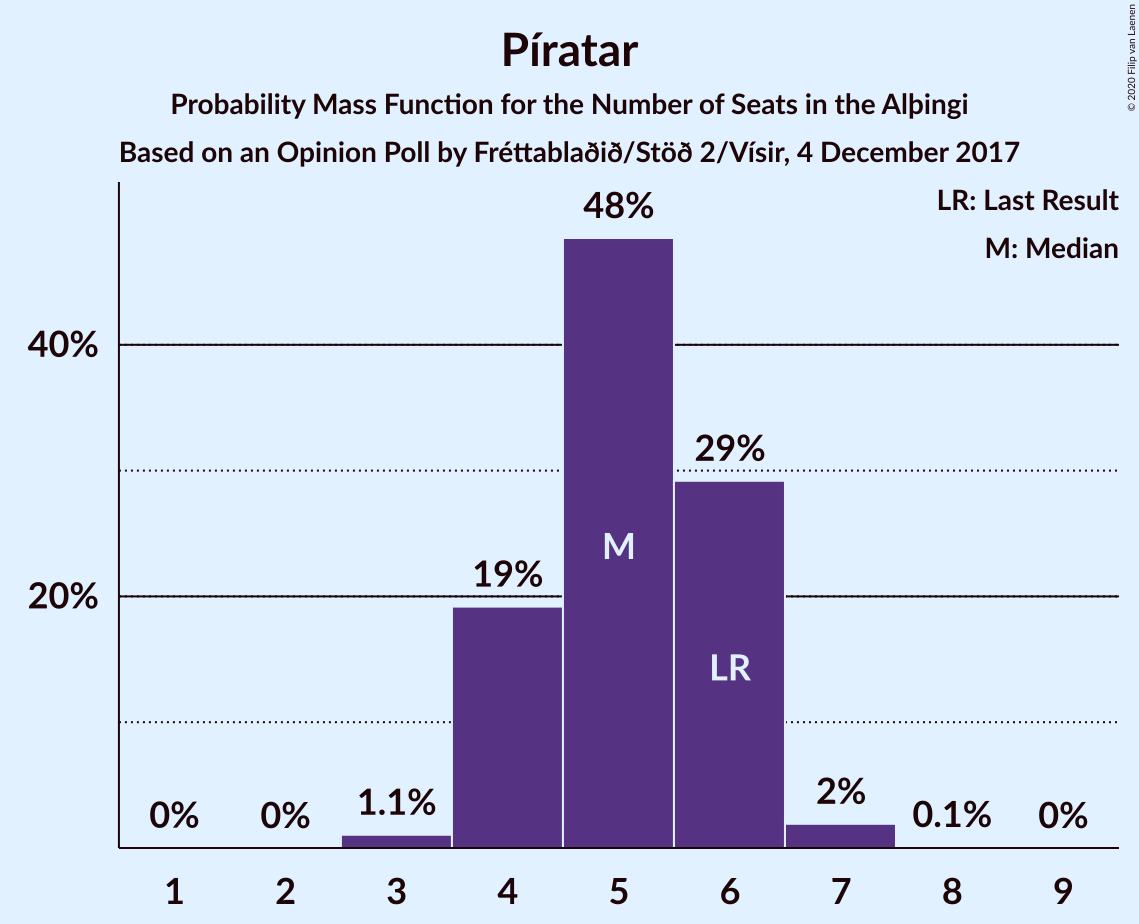 Píratar
Probability Mass Function for the Number of Seats in the Alþingi
Based on an Opinion Poll by Fréttablaðið/Stöð 2/Vísir, 4 December 2017
© 2020 Filip van Laenen
LR: Last Result
M: Median
48%
40%
29%
M
19%
20%
LR
0% 0% 1.1% 2% 0.1% 0%
1 2 3 4 5 6 7 8 9